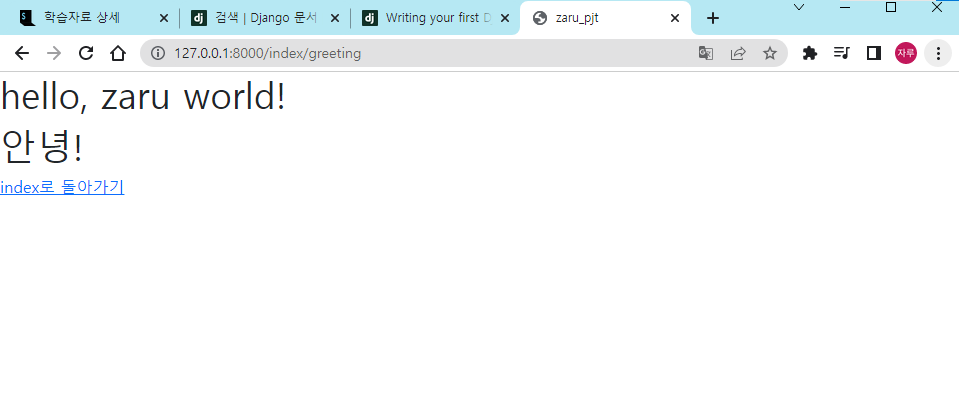 학습자료 상세
검색 | Django 문서
Writing your first D
zaru_pjt
127.0.0.1:8000/index/greeting
자루
hello, zaru world!
안녕!
index로 돌아가기